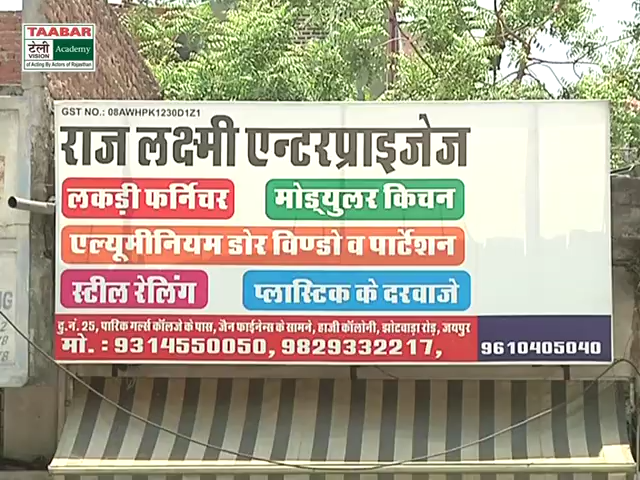 TAABAR
टेली
VISION
Academy
of Acting By Actors of Rajasthan
GST NO.: 08AWHPK1230D1Z1
राज लक्ष्मी एन्टरप्राइजेज
लकड़ी फर्निचर
मोड्युलर किचन
एल्यूमीनियम डोर विण्डो व पार्टेशन
स्टील रेलिंग
प्लास्टिक के दरवाजे
दु. नं. 25, पारिक गर्ल्स कॉलजे के पास, जैन फाईनेन्स के सामने, हाजी कॉलोनी, झोटवाड़ा रोड़, जयपुर
मो. : 9314550050, 9829332217,
9610405040